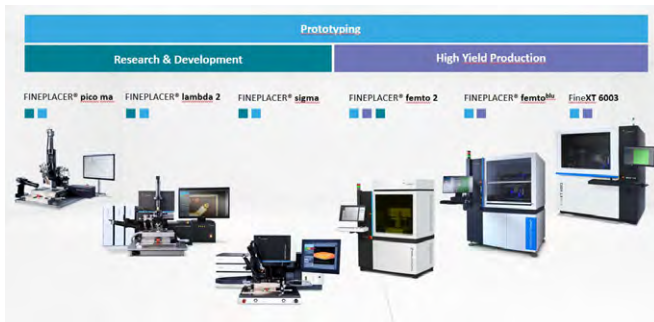 Prototyping
Research & Development
High Yield Production
FINEPLACER® pico ma
FINEPLACER® lambda 2
FINEPLACER® sigma
FINEPLACER® femto 2
FINEPLACER® femtoblu
FineXT 6003